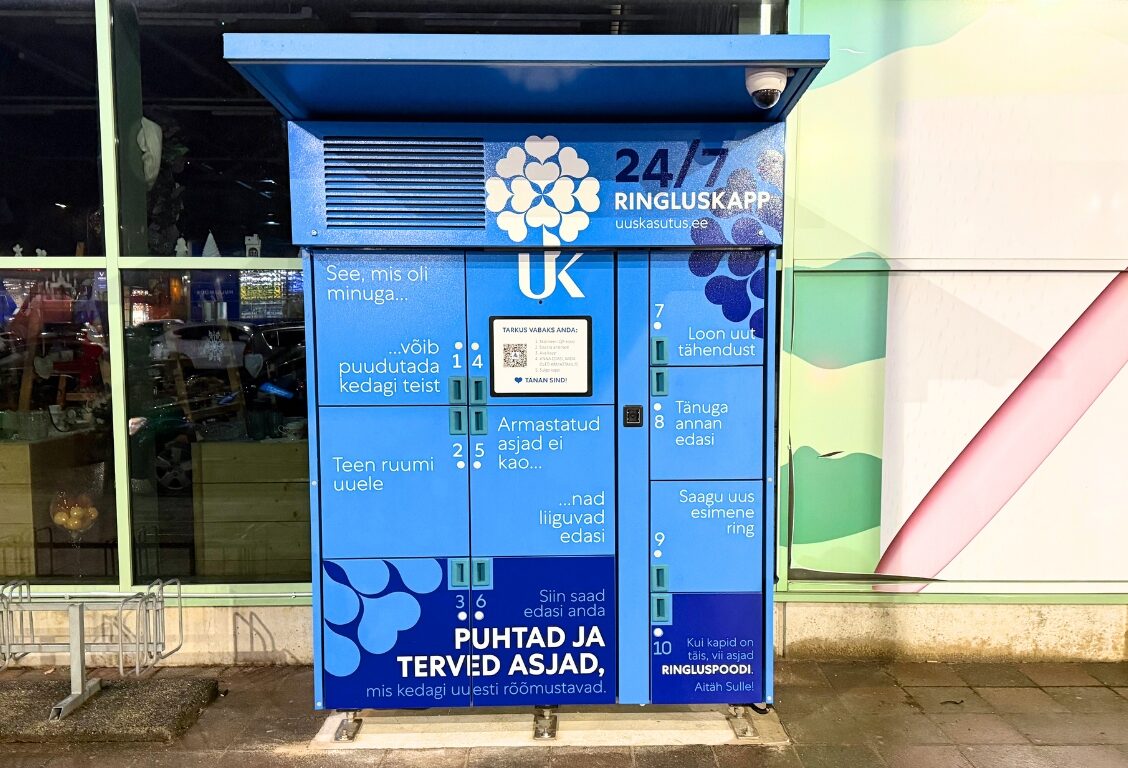 24/7
RINGLUSKAPP
uuskasutus.ee
UK
See, mis oli
minuga...
...võib
puudutada
kedagi teist
1
4
TARKUS VABAKS ANDA:
TÄNAN SIND!
7
Loon uut
tähendust
8
Tänuga
annan
edasi
2
5
Teen ruumi
uuele
Armastatud
asjad ei
kao...
...nad
liiguvad
edasi
Saagu uus
esimene
ring
9
3
6
Siin saad
edasi anda
PUHTAD JA
TERVED ASJAD,
mis kedagi uuesti rõõmustavad.
10
Kui kapid on
täis, vii asjad
RINGLUSPOODI.
Aitäh Sulle!